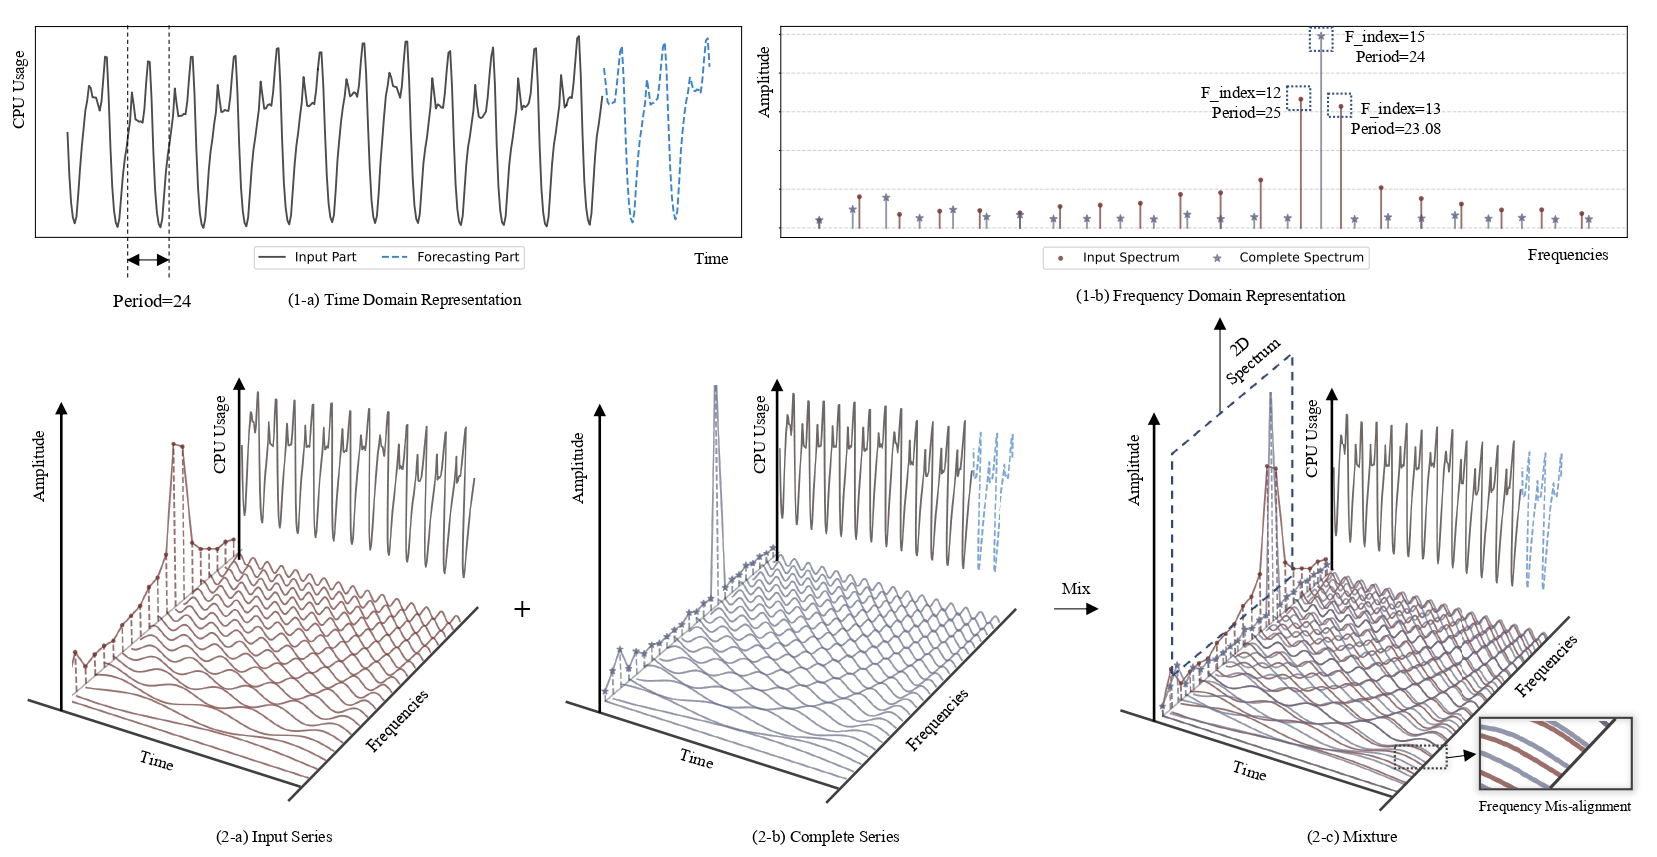 CPU Usage
Input Part
Forecasting Part
Time
Period=24
(1-a) Time Domain Representation
Amplitude
F_index=15
Period=24
F_index=12
Period=25
F_index=13
Period=23.08
Input Spectrum
Complete Spectrum
Frequencies
(1-b) Frequency Domain Representation
Amplitude
CPU Usage
Time
Frequencies
(2-a) Input Series
+
Amplitude
CPU Usage
Time
Frequencies
(2-b) Complete Series
Mix
2D
Spectrum
Amplitude
CPU Usage
Time
Frequencies
Frequency Mis-alignment
(2-c) Mixture